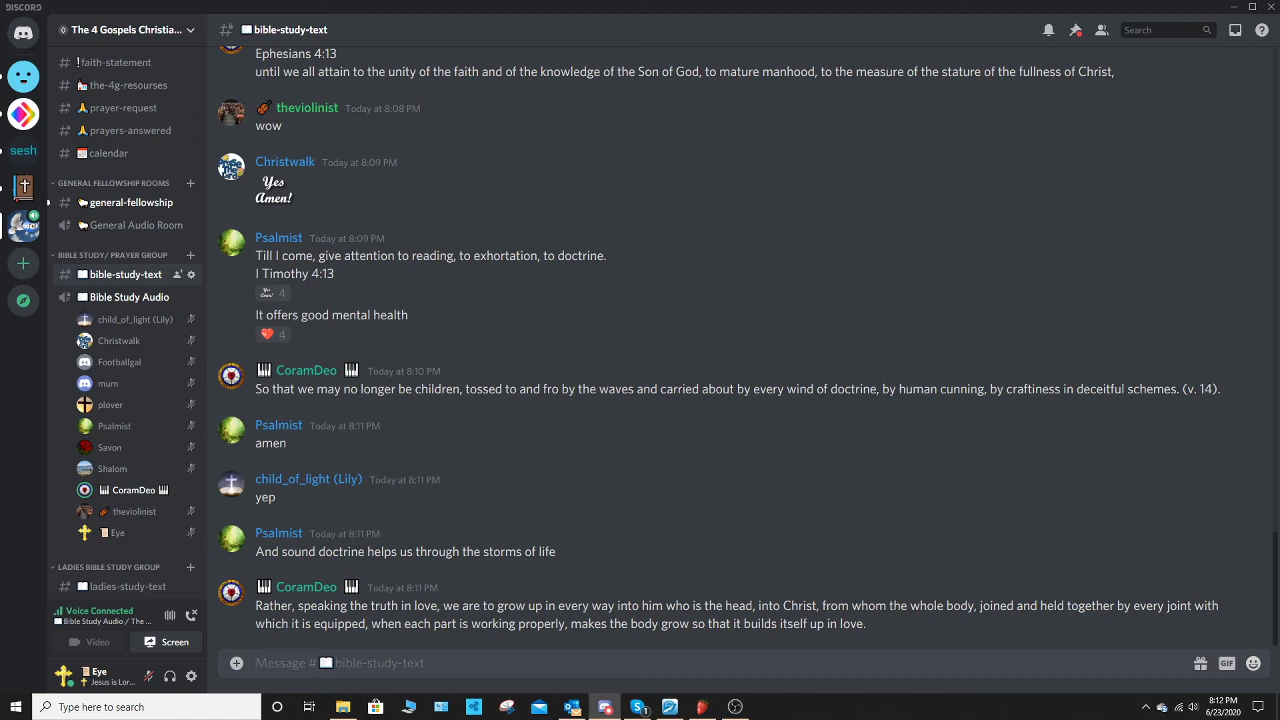 DISCORD
The 4 Gospels Christia...
!faith-statement
the-4g-resourses
prayer-request
prayers-answered
calendar
GENERAL FELLOWSHIP ROOMS
general-fellowship
General Audio Room
BIBLE STUDY/ PRAYER GROUP
bible-study-text
Bible Study Audio
child_of_light (Lily)
Christwalk
Footballgal
mum
plover
Psalmist
Savon
Shalom
CoramDeo
theviolinist
Eye
LADIES BIBLE STUDY GROUP
ladies-study-text
Voice Connected
Bible Study Audio / The ...
Video
Screen
Eye
Jesus is Lor...
sesh
bible-study-text
Search
Ephesians 4:13
until we all attain to the unity of the faith and of the knowledge of the Son of God, to mature manhood, to the measure of the stature of the fullness of Christ,
theviolinist Today at 8:08 PM
wow
Christwalk Today at 8:09 PM
Yes
Amen!
Psalmist Today at 8:09 PM
Till I come, give attention to reading, to exhortation, to doctrine.
I Timothy 4:13
Yes Amen! 4
It offers good mental health
4
CoramDeo Today at 8:10 PM
So that we may no longer be children, tossed to and fro by the waves and carried about by every wind of doctrine, by human cunning, by craftiness in deceitful schemes. (v. 14).
Psalmist Today at 8:11 PM
amen
child_of_light (Lily) Today at 8:11 PM
yep
Psalmist Today at 8:11 PM
And sound doctrine helps us through the storms of life
CoramDeo Today at 8:11 PM
Rather, speaking the truth in love, we are to grow up in every way into him who is the head, into Christ, from whom the whole body, joined and held together by every joint with
which it is equipped, when each part is working properly, makes the body grow so that it builds itself up in love.
Message # bible-study-text
GIF
Type here to search
8:12 PM
6/23/2020